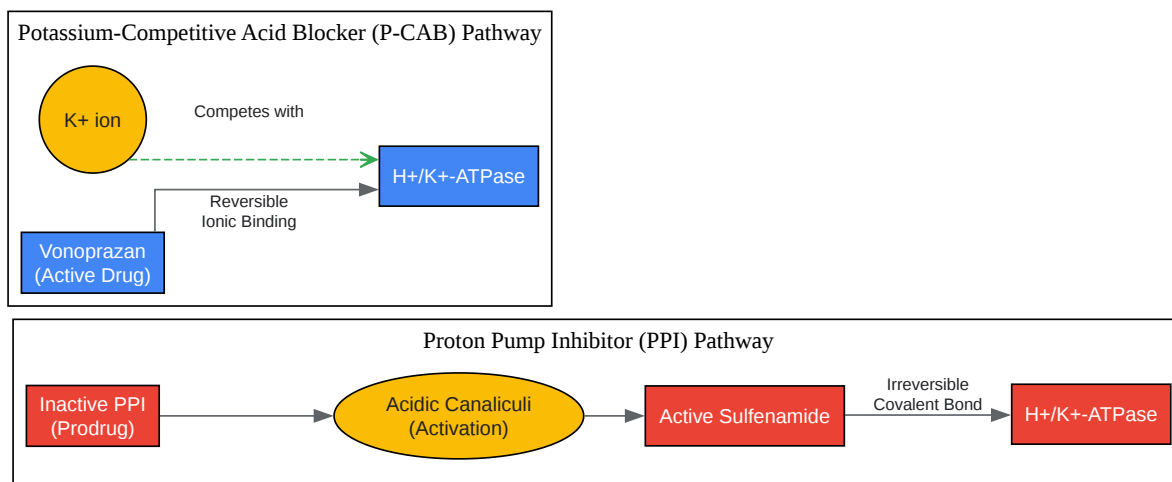 Potassium-Competitive Acid Blocker (P-CAB) Pathway
K+ ion
Competes with
H+/K+-ATPase
Reversible
Ionic Binding
Vonoprazan
(Active Drug)
Proton Pump Inhibitor (PPI) Pathway
Inactive PPI
(Prodrug)
Acidic Canaliculi
(Activation)
Active Sulfenamide
Irreversible
Covalent Bond
H+/K+-ATPase